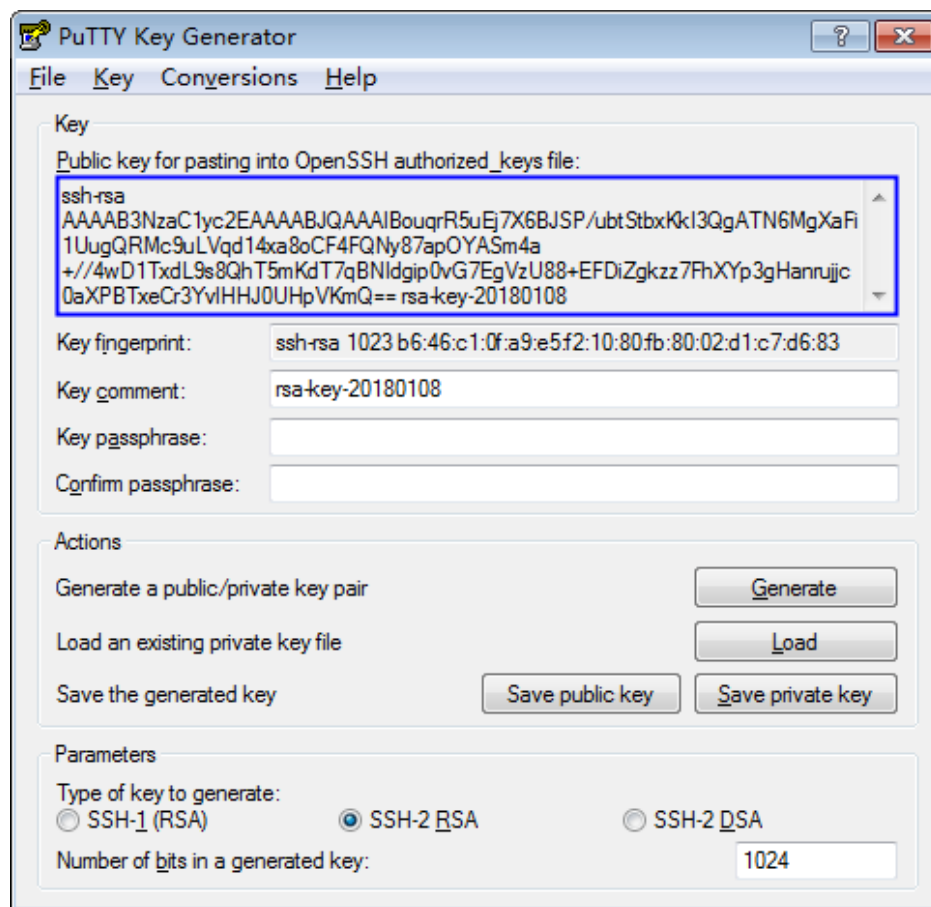 PuTTY Key Generator
File Key Conversions Help
Key
Public key for pasting into OpenSSH authorized_keys file:
ssh-rsa
AAAAB3NzaC1yc2EAAAABJQAAAIBouqrR5uEj7X6BJSP/ubtStbxKkI3QgATN6MgXaFi
1UugQRMc9uLVqd14xa8oCF4FQNy87apOYASm4a
+//4wD1TxdL9s8QhT5mKdT7qBNIdgip0vG7EgVzU88+EFDiZgkzz7FhXYp3gHanrujjc
0aXPBTxeCr3YvIHHJ0UHpVKmQ== rsa-key-20180108
Key fingerprint: ssh-rsa 1023 b6:46:c1:0f:a9:e5:f2:10:80:fb:80:02:d1:c7:d6:83
Key comment: rsa-key-20180108
Key passphrase:
Confirm passphrase:
Actions
Generate a public/private key pair Generate
Load an existing private key file Load
Save the generated key Save public key Save private key
Parameters
Type of key to generate:
SSH-1 (RSA) SSH-2 RSA SSH-2 DSA
Number of bits in a generated key: 1024